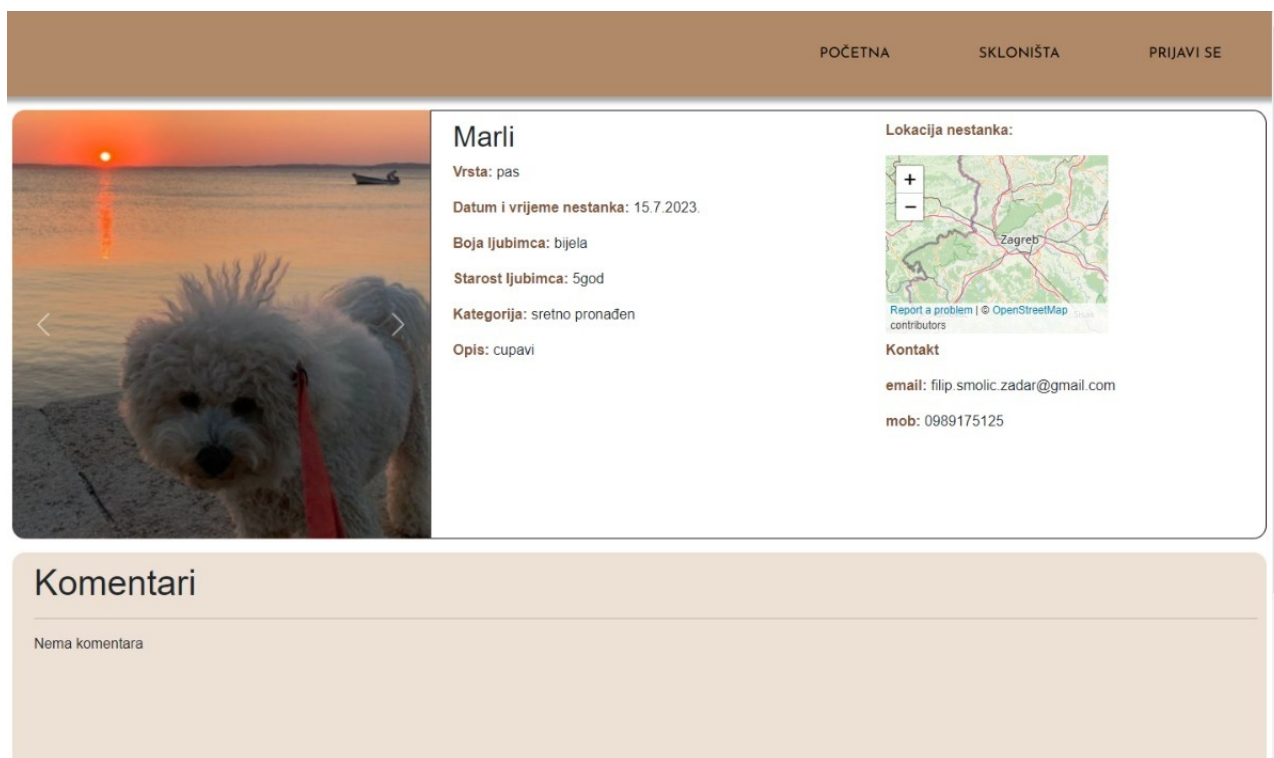 POČETNA SKLONIŠTA PRIJAVI SE
Marli
Vrsta: pas
Datum i vrijeme nestanka: 15.7.2023.
Boja ljubimca: bijela
Starost ljubimca: 5god
Kategorija: sretno pronađen
Opis: cupavi
Lokacija nestanka:
+
−
Zagreb
Sisak
Report a problem | © OpenStreetMap
contributors
Kontakt
email: filip.smolic.zadar@gmail.com
mob: 0989175125
Komentari
Nema komentara